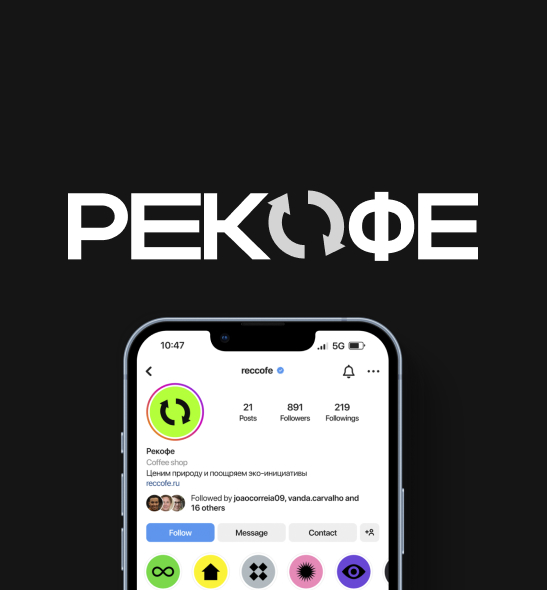 РЕКОФЕ
10:47 5G
reccofe
21 891 219
Posts Followers Followings
Рекофе
Coffee shop
Ценим природу и поощряем эко-инициативы
reccofe.ru
Followed by joaocorreia09, vanda.carvalho and
16 others
Follow Message Contact